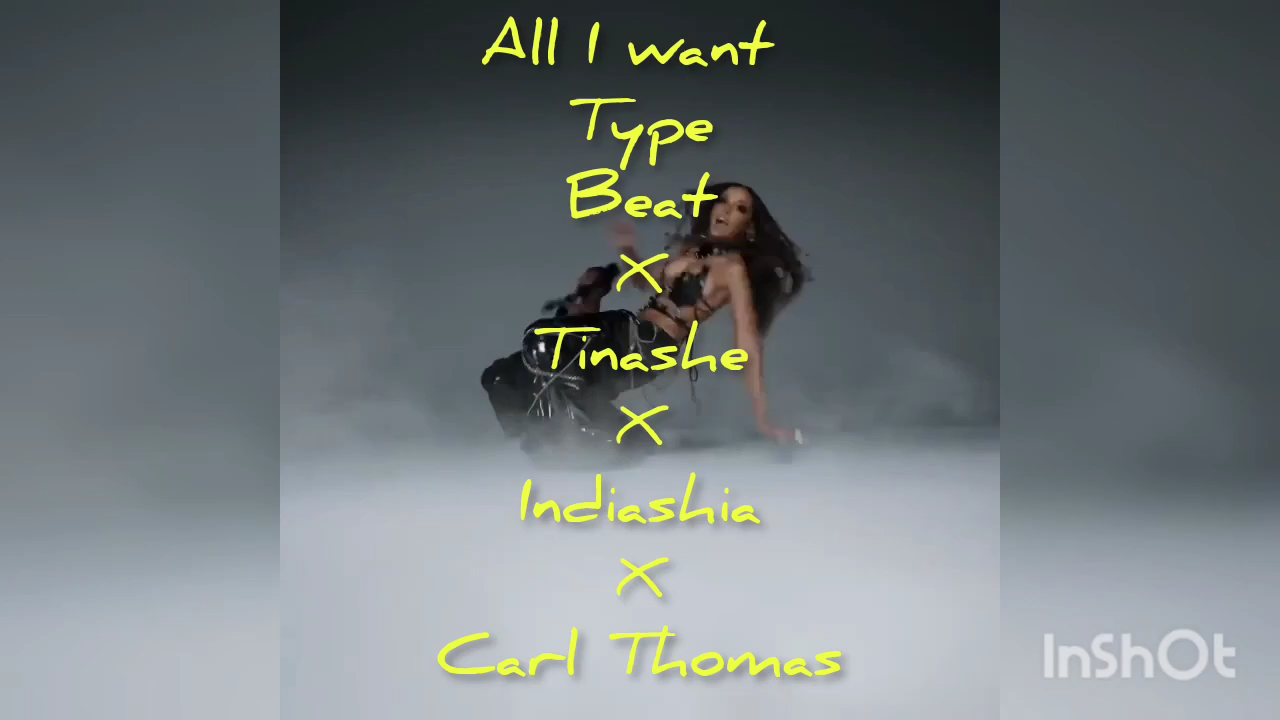 All I want
Type
Beat
X
Tinashe
X
Indiashia
X
Carl Thomas
InShOt